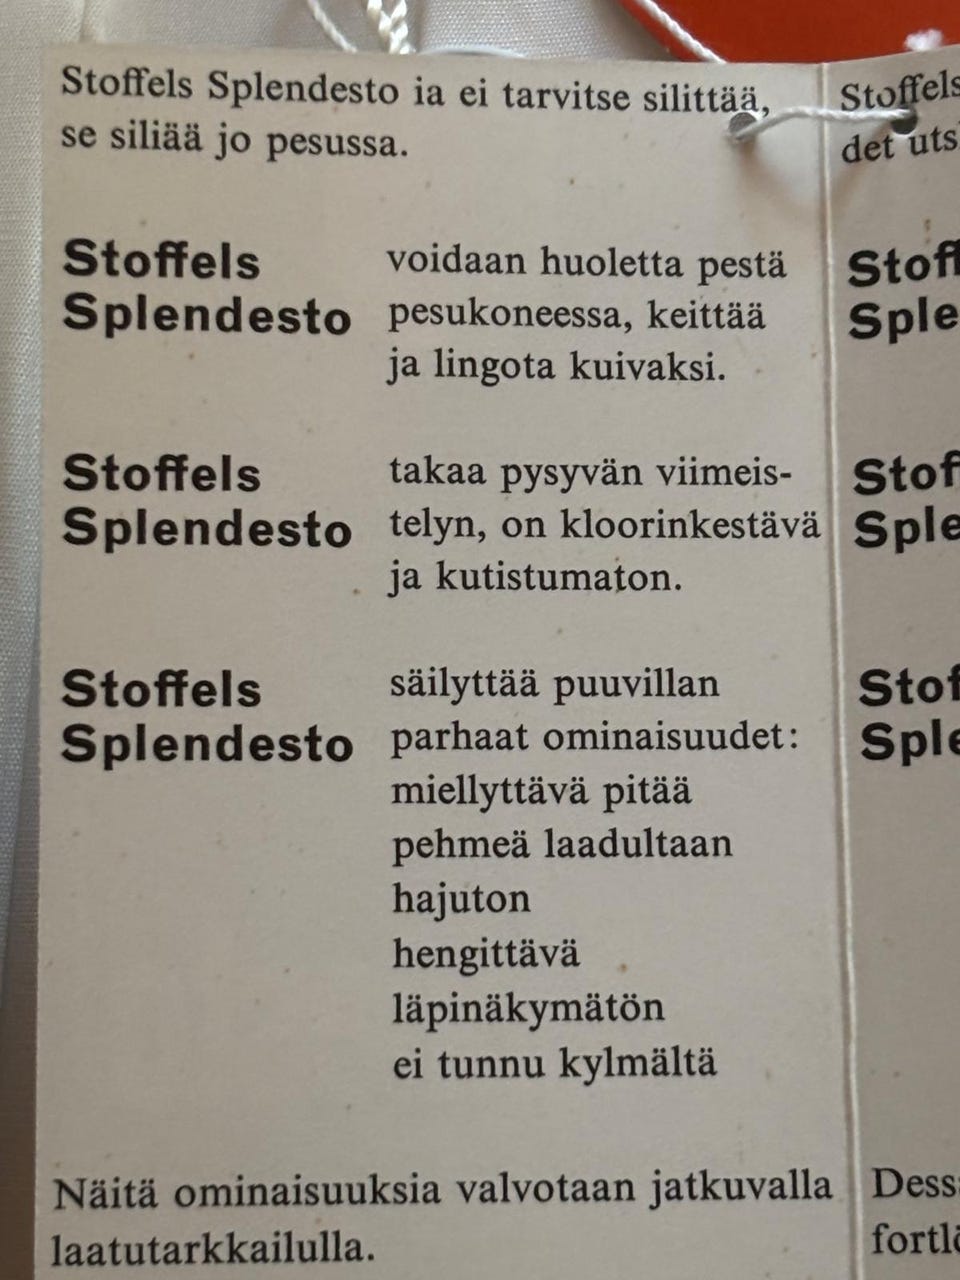 Stoffels Splendesto ia ei tarvitse silittää,
se siliää jo pesussa.
Stoffels
Splendesto
voidaan huoletta pestä
pesukoneessa, keittää
ja lingota kuivaksi.
Stoffels
Splendesto
takaa pysyvän viimeis-
telyn, on kloorinkestävä
ja kutistumaton.
Stoffels
Splendesto
säilyttää puuvillan
parhaat ominaisuudet:
miellyttävä pitää
pehmeä laadultaan
hajuton
hengittävä
läpinäkymätön
ei tunnu kylmältä
Näitä ominaisuuksia valvotaan jatkuvalla
laatutarkkailulla.
Stoffels
det